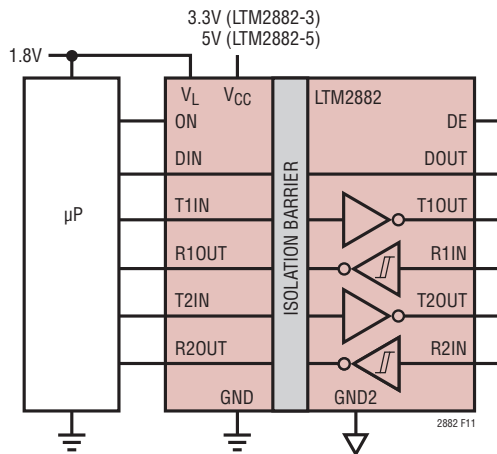 3.3V (LTM2882-3)
5V (LTM2882-5)
1.8V
VL
VCC
LTM2882
ON
DE
DIN
DOUT
µP
T1IN
T1OUT
ISOLATION BARRIER
R1OUT
R1IN
T2IN
T2OUT
R2OUT
R2IN
GND
GND2
2882 F11